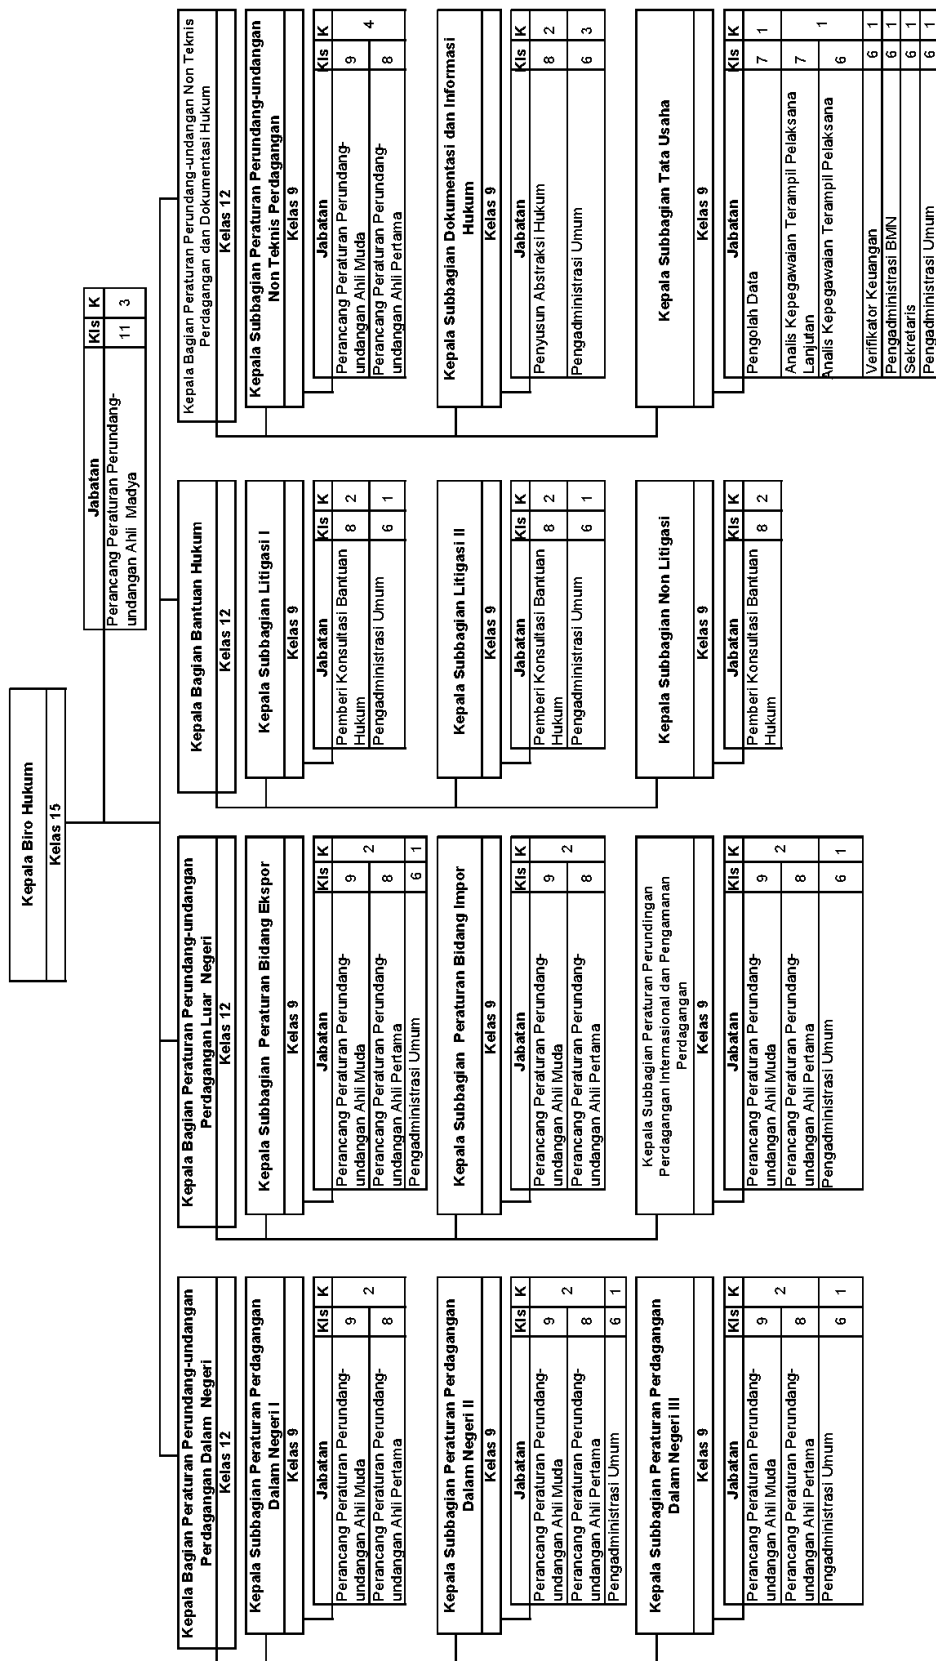 Kepala Biro Hukum
Kelas 15
Jabatan Kls K
Perancang Peraturan Perundang- 11 3
undangan Ahli Madya
Kepala Bagian Peraturan Perundang-undangan
Perdagangan Dalam Negeri
Kelas 12
Kepala Subbagian Peraturan Perdagangan
Dalam Negeri I
Kelas 9
Jabatan Kls K
Perancang Peraturan Perundang- 9 2
undangan Ahli Muda
Perancang Peraturan Perundang- 8
undangan Ahli Pertama
Kepala Subbagian Peraturan Perdagangan
Dalam Negeri II
Kelas 9
Jabatan Kls K
Perancang Peraturan Perundang- 9 2
undangan Ahli Muda
Perancang Peraturan Perundang- 8
undangan Ahli Pertama
Pengadministrasi Umum 6 1
Kepala Subbagian Peraturan Perdagangan
Dalam Negeri III
Kelas 9
Jabatan Kls K
Perancang Peraturan Perundang- 9 2
undangan Ahli Muda
Perancang Peraturan Perundang- 8
undangan Ahli Pertama
Pengadministrasi Umum 6 1
Kepala Bagian Peraturan Perundang-undangan
Perdagangan Luar Negeri
Kelas 12
Kepala Subbagian Peraturan Bidang Ekspor
Kelas 9
Jabatan Kls K
Perancang Peraturan Perundang- 9 2
undangan Ahli Muda
Perancang Peraturan Perundang- 8
undangan Ahli Pertama
Pengadministrasi Umum 6 1
Kepala Subbagian Peraturan Bidang Impor
Kelas 9
Jabatan Kls K
Perancang Peraturan Perundang- 9 2
undangan Ahli Muda
Perancang Peraturan Perundang- 8
undangan Ahli Pertama
Kepala Subbagian Peraturan Perundingan
Perdagangan Internasional dan Pengamanan
Perdagangan
Kelas 9
Jabatan Kls K
Perancang Peraturan Perundang- 9 2
undangan Ahli Muda
Perancang Peraturan Perundang- 8
undangan Ahli Pertama
Pengadministrasi Umum 6 1
Kepala Bagian Bantuan Hukum
Kelas 12
Kepala Subbagian Litigasi I
Kelas 9
Jabatan Kls K
Pemberi Konsultasi Bantuan 8 2
Hukum
Pengadministrasi Umum 6 1
Kepala Subbagian Litigasi II
Kelas 9
Jabatan Kls K
Pemberi Konsultasi Bantuan 8 2
Hukum
Pengadministrasi Umum 6 1
Kepala Subbagian Non Litigasi
Kelas 9
Jabatan Kls K
Pemberi Konsultasi Bantuan 8 2
Hukum
Kepala Bagian Peraturan Perundang-undangan Non Teknis
Perdagangan dan Dokumentasi Hukum
Kelas 12
Kepala Subbagian Peraturan Perundang-undangan
Non Teknis Perdagangan
Kelas 9
Jabatan Kls K
Perancang Peraturan Perundang- 9 4
undangan Ahli Muda
Perancang Peraturan Perundang- 8
undangan Ahli Pertama
Kepala Subbagian Dokumentasi dan Informasi
Hukum
Kelas 9
Jabatan Kls K
Penyusun Abstraksi Hukum 8 2
Pengadministrasi Umum 6 3
Kepala Subbagian Tata Usaha
Kelas 9
Jabatan Kls K
Pengolah Data 7 1
Analis Kepegawaian Terampil Pelaksana 7 1
Lanjutan
Analis Kepegawaian Terampil Pelaksana 6
Verifikator Keuangan 6 1
Pengadministrasi BMN 6 1
Sekretaris 6 1
Pengadministrasi Umum 6 1